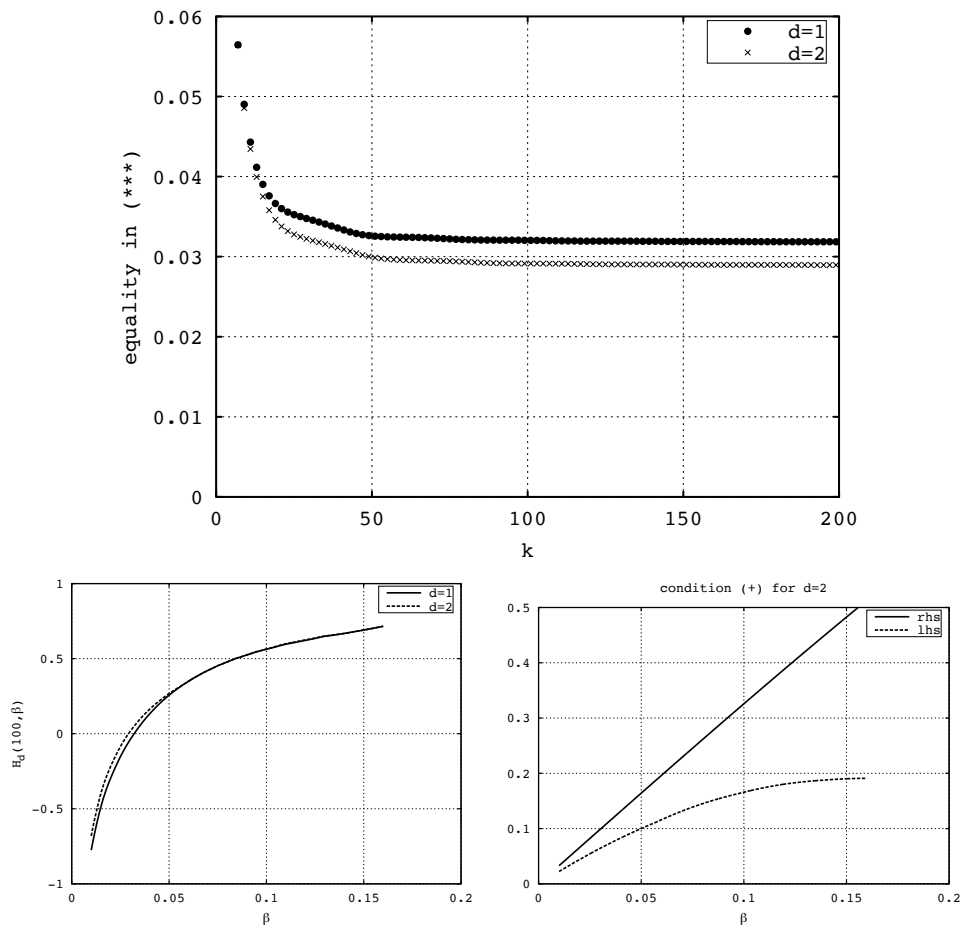 0.06
d=1
d=2
0.05
0.04
0.03
0.02
0.01
0
equality in (***)
0
50
100
150
200
k
1
0.5
0
−0.5
−1
H_d(100,β)
d=1
d=2
0
0.05
0.1
0.15
0.2
β
condition (+) for d=2
0.5
0.4
0.3
0.2
0.1
0
rhs
lhs
0
0.05
0.1
0.15
0.2
β